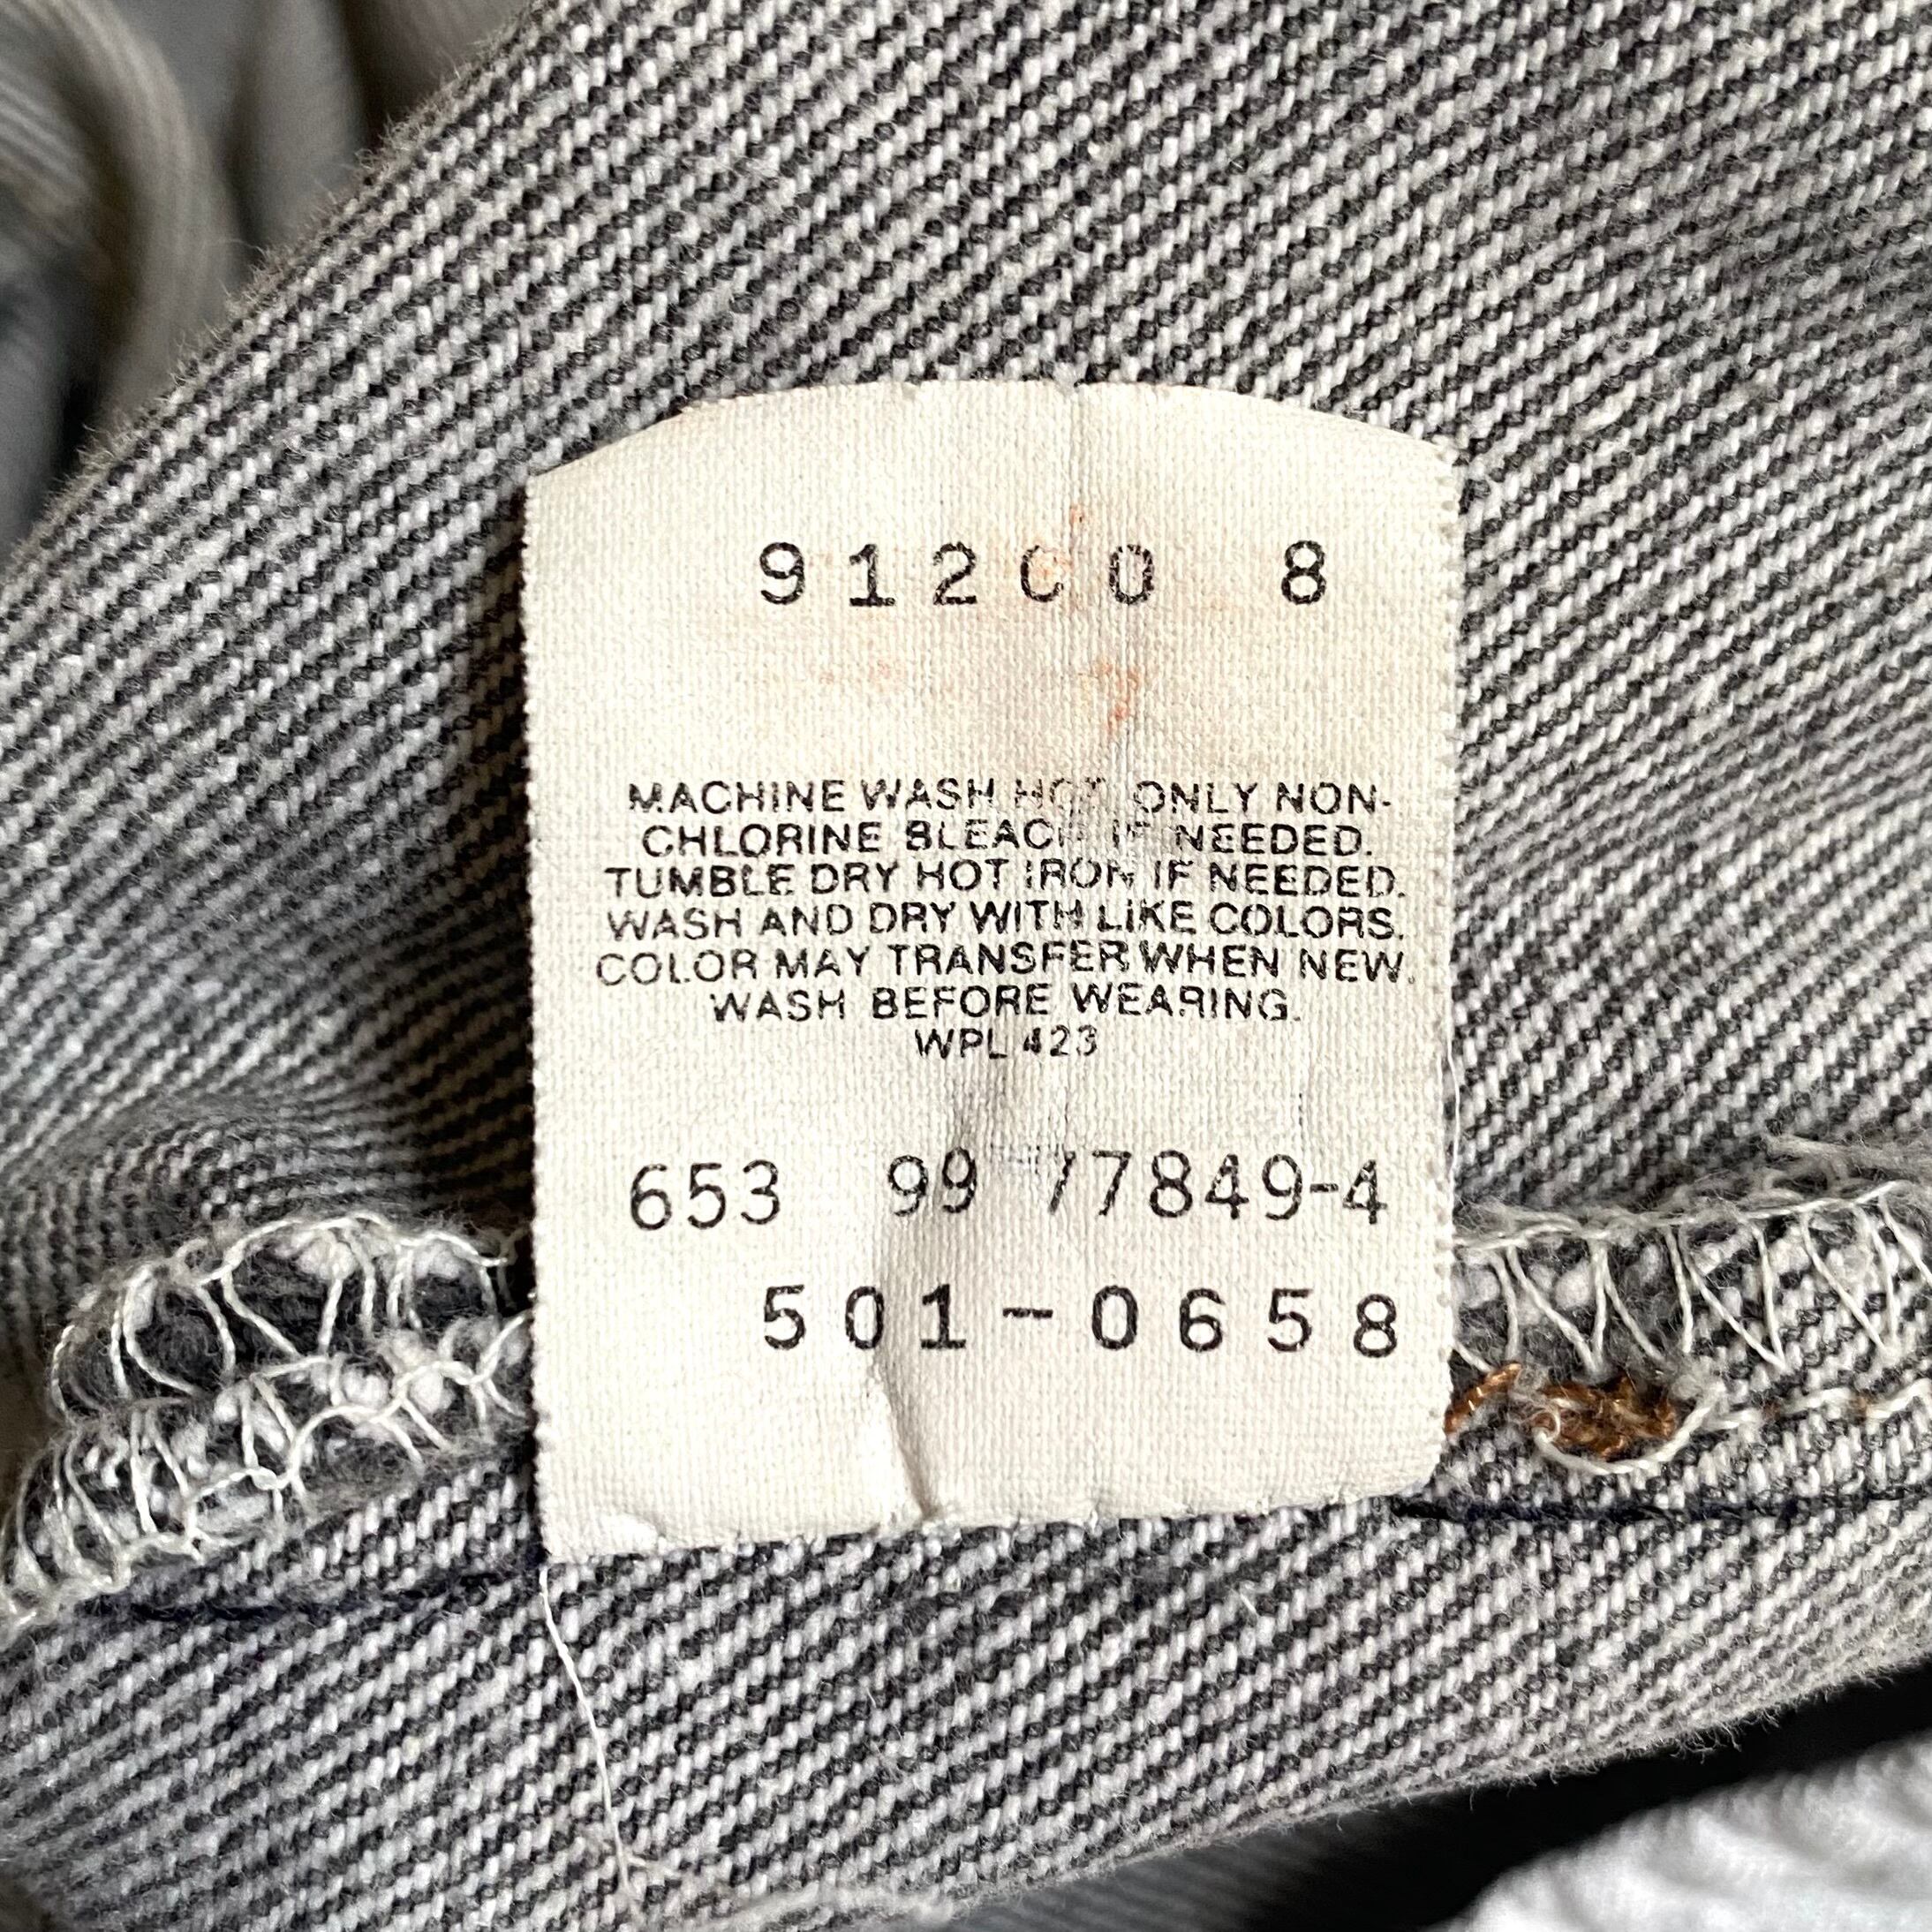 91200 8
MACHINE WASH HOT ONLY NON-
CHLORINE BLEACH IF NEEDED.
TUMBLE DRY HOT IRON IF NEEDED.
WASH AND DRY WITH LIKE COLORS.
COLOR MAY TRANSFER WHEN NEW.
WASH BEFORE WEARING.
WPL 423
653 99 77849-4
501-0658